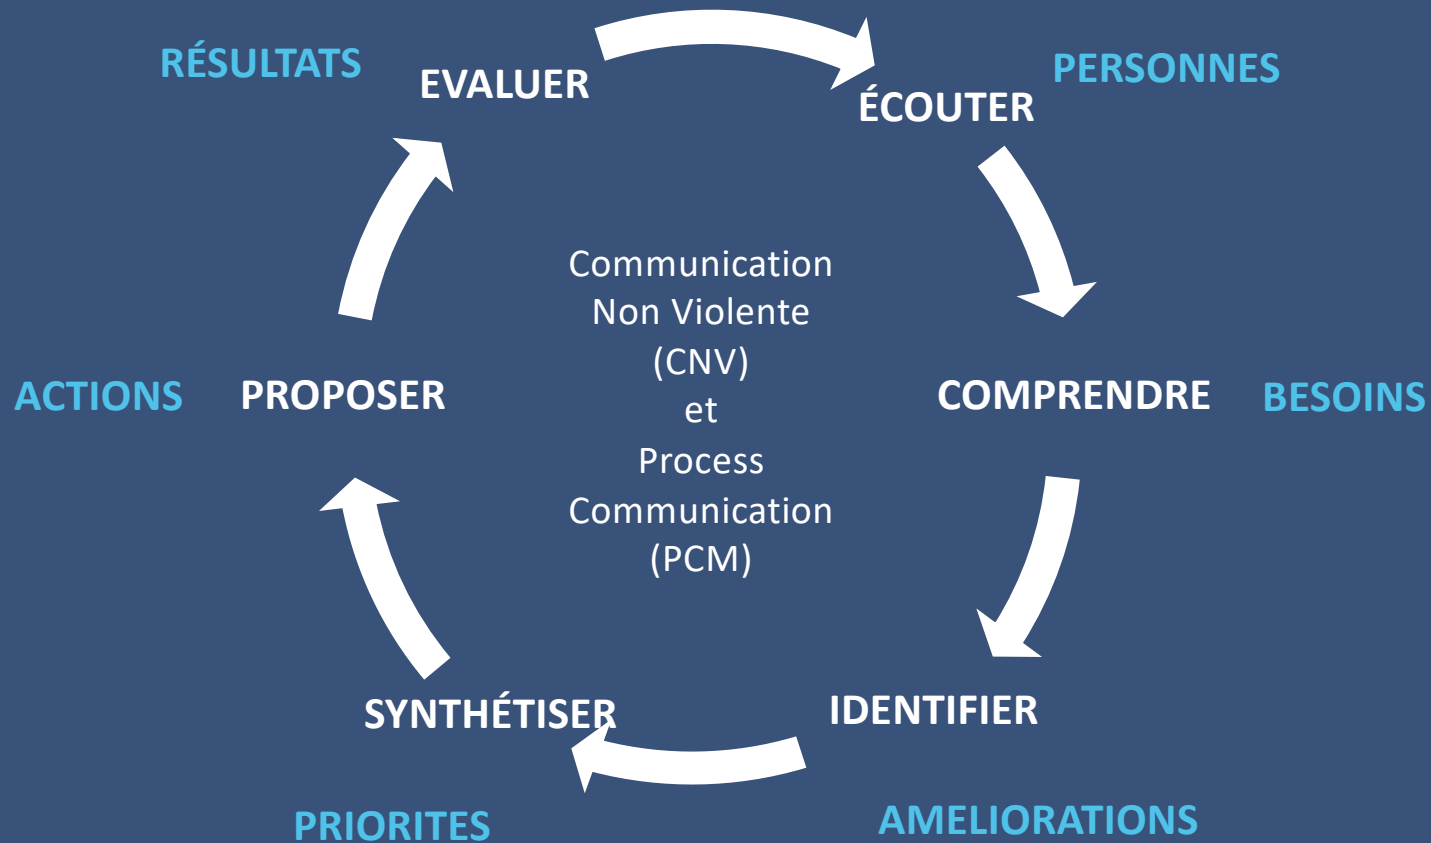 RÉSULTATS
EVALUER
ÉCOUTER
PERSONNES
Communication
Non Violente
(CNV)
et
Process
Communication
(PCM)
ACTIONS
PROPOSER
COMPRENDRE
BESOINS
SYNTHÉTISER
IDENTIFIER
PRIORITES
AMELIORATIONS